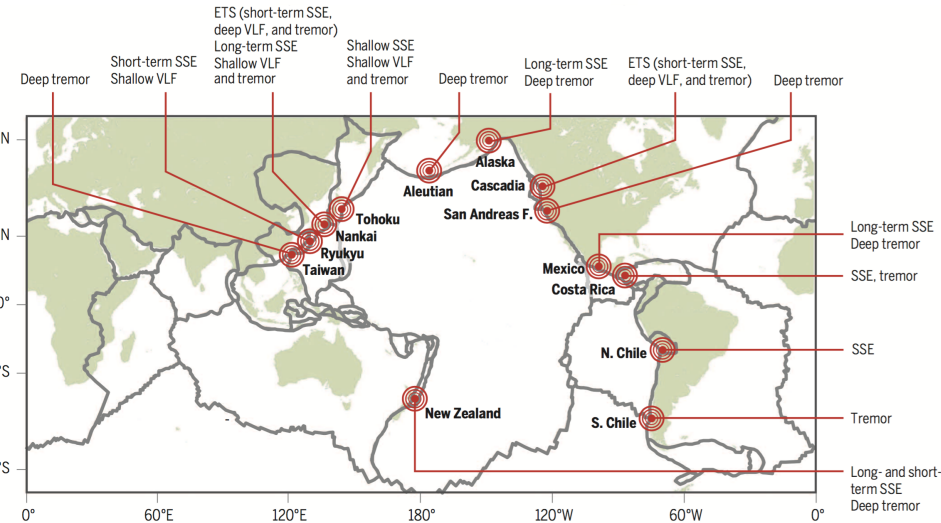 ETS (short-term SSE,
deep VLF, and tremor)
Long-term SSE
Shallow VLF
and tremor
Short-term SSE
Shallow VLF
Deep tremor
Shallow SSE
Shallow VLF
and tremor
Deep tremor
Long-term SSE
Deep tremor
ETS (short-term SSE,
deep VLF, and tremor)
Deep tremor
N
Alaska
Aleutian
Cascadia
San Andreas F.
Tohoku
Nankai
Ryukyu
Taiwan
N
Long-term SSE
Deep tremor
Mexico
Costa Rica
SSE, tremor
0°
N. Chile
SSE
°S
New Zealand
S. Chile
Tremor
°S
Long- and short-
term SSE
Deep tremor
0°
60°E
120°E
180°
120°W
60°W
0°